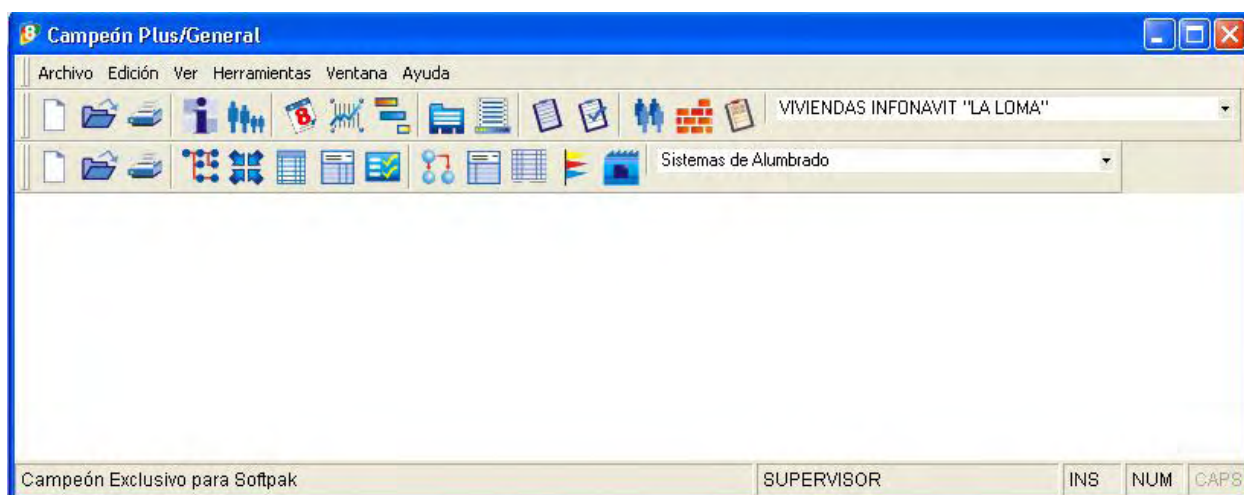 Campeón Plus/General
Archivo Edición Ver Herramientas Ventana Ayuda
VIVIENDAS INFONAVIT "LA LOMA"
Sistemas de Alumbrado
Campeón Exclusivo para Softpak SUPERVISOR INS NUM CAPS